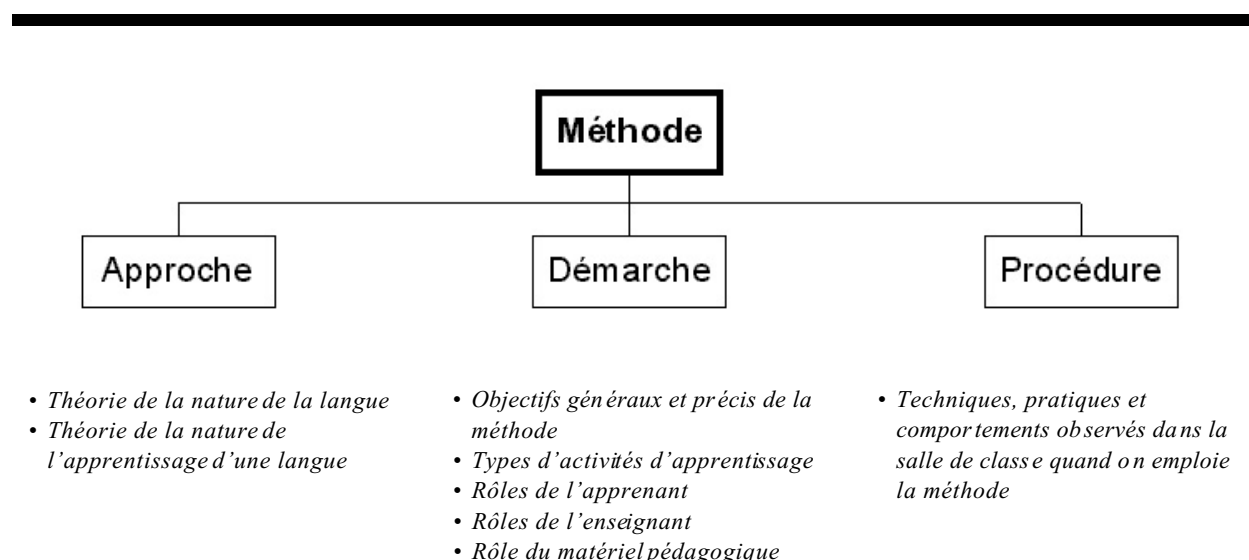 Méthode
Approche
Démarche
Procédure
• Théorie de la nature de la langue
• Théorie de la nature de
l’apprentissage d’une langue
• Objectifs généraux et précis de la
méthode
• Types d’activités d’apprentissage
• Rôles de l’apprenant
• Rôles de l’enseignant
• Rôle du matériel pédagogique
• Techniques, pratiques et
comportements observés dans la
salle de classe quand on emploie
la méthode